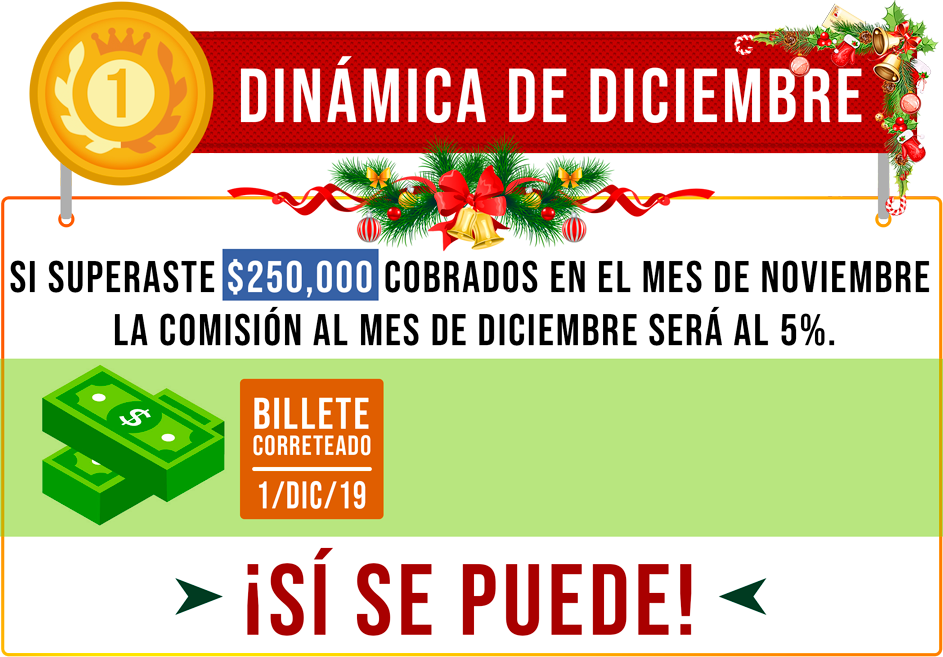 1
DINÁMICA DE DICIEMBRE
SI SUPERASTE $250,000 COBRADOS EN EL MES DE NOVIEMBRE
LA COMISIÓN AL MES DE DICIEMBRE SERÁ AL 5%.
$
BILLETE
CORRETEADO
1/DIC/19
¡SÍ SE PUEDE!